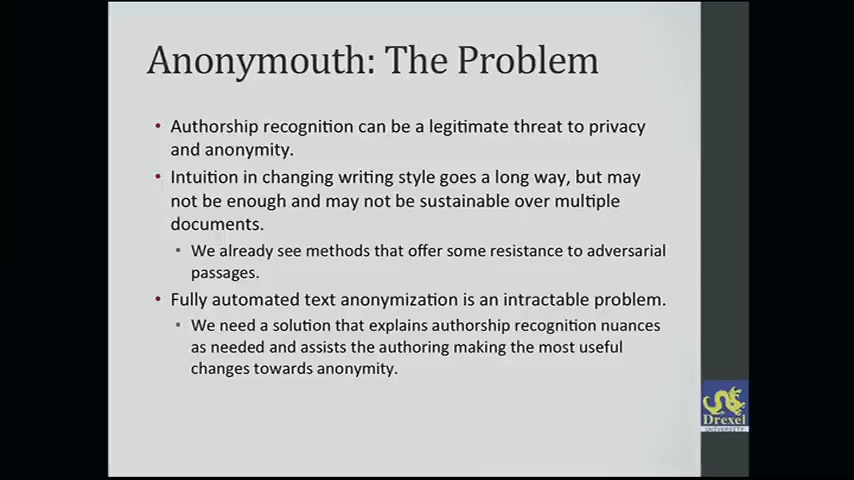 Anonymouth: The Problem
• Authorship recognition can be a legitimate threat to privacy
and anonymity.
• Intuition in changing writing style goes a long way, but may
not be enough and may not be sustainable over multiple
documents.
• We already see methods that offer some resistance to adversarial
passages.
• Fully automated text anonymization is an intractable problem.
• We need a solution that explains authorship recognition nuances
as needed and assists the authoring making the most useful
changes towards anonymity.
Drexel
UNIVERSITY